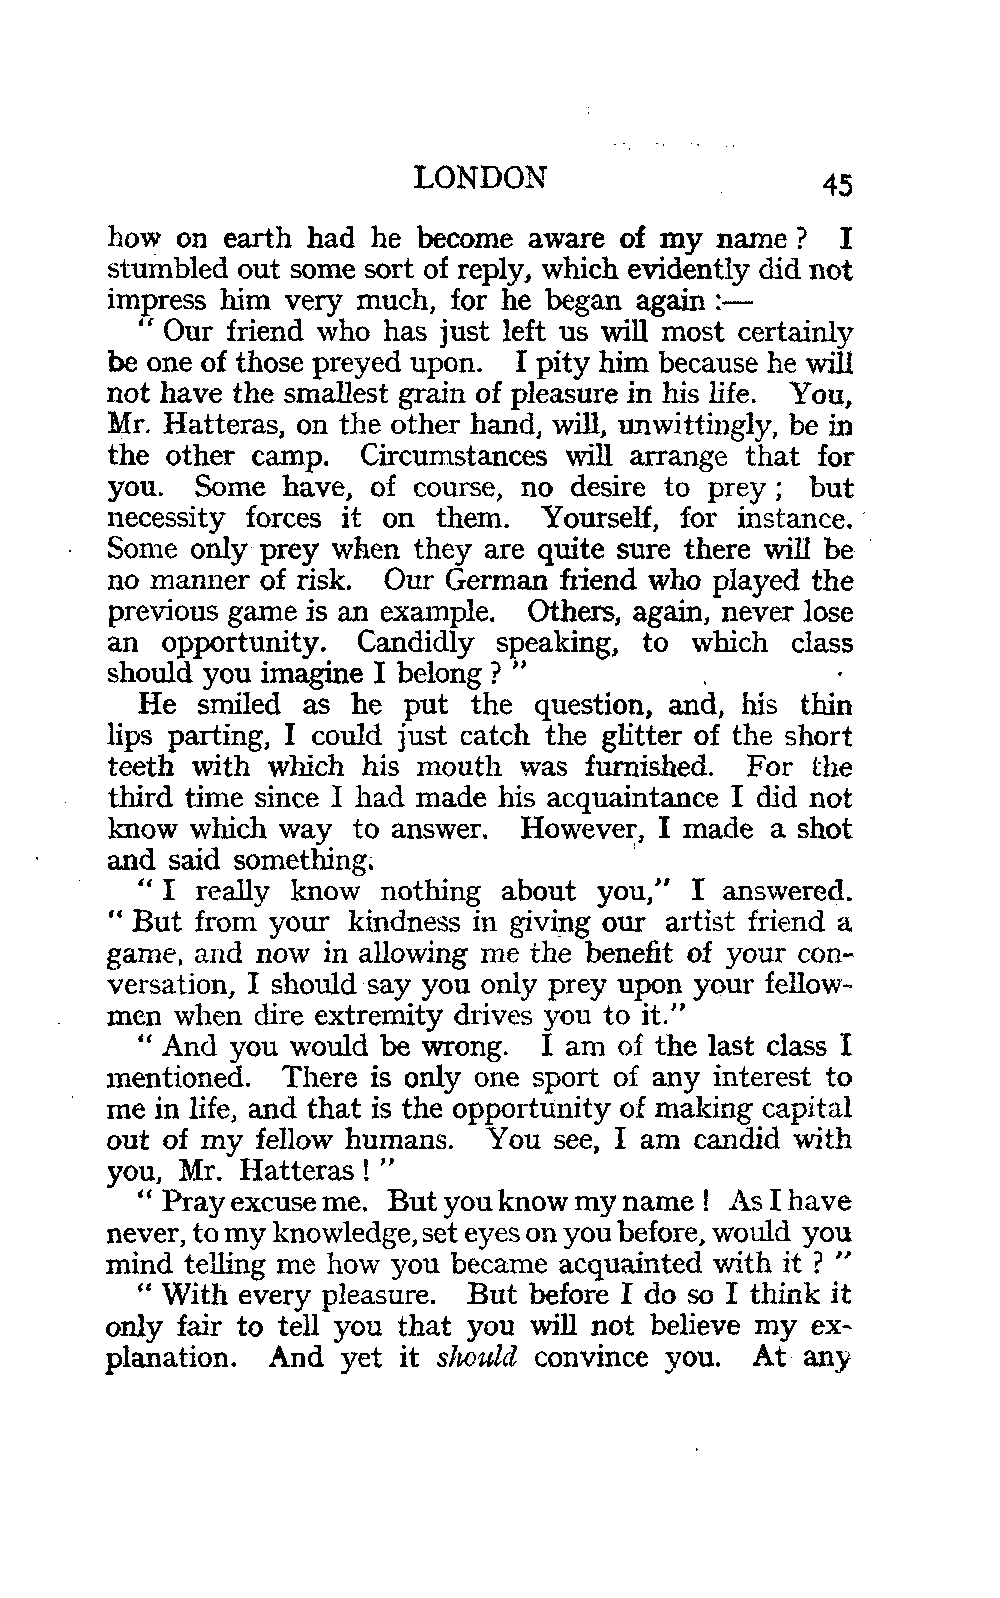 LONDON 45
how on earth had he become aware of my name ? I
stumbled out some sort of reply, which evidently did not
impress him very much, for he began again :—
“ Our friend who has just left us will most certainly
be one of those preyed upon. I pity him because he will
not have the smallest grain of pleasure in his life. You,
Mr. Hatteras, on the other hand, will, unwittingly, be in
the other camp. Circumstances will arrange that for
you. Some have, of course, no desire to prey ; but
necessity forces it on them. Yourself, for instance.
Some only prey when they are quite sure there will be
no manner of risk. Our German friend who played the
previous game is an example. Others, again, never lose
an opportunity. Candidly speaking, to which class
should you imagine I belong ? ”
He smiled as he put the question, and, his thin
lips parting, I could just catch the glitter of the short
teeth with which his mouth was furnished. For the
third time since I had made his acquaintance I did not
know which way to answer. However, I made a shot
and said something.
“ I really know nothing about you,” I answered.
“ But from your kindness in giving our artist friend a
game, and now in allowing me the benefit of your con-
versation, I should say you only prey upon your fellow-
men when dire extremity drives you to it.”
“ And you would be wrong. I am of the last class I
mentioned. There is only one sport of any interest to
me in life, and that is the opportunity of making capital
out of my fellow humans. You see, I am candid with
you, Mr. Hatteras ! ”
“ Pray excuse me. But you know my name ! As I have
never, to my knowledge, set eyes on you before, would you
mind telling me how you became acquainted with it ? ”
“ With every pleasure. But before I do so I think it
only fair to tell you that you will not believe my ex-
planation. And yet it should convince you. At any